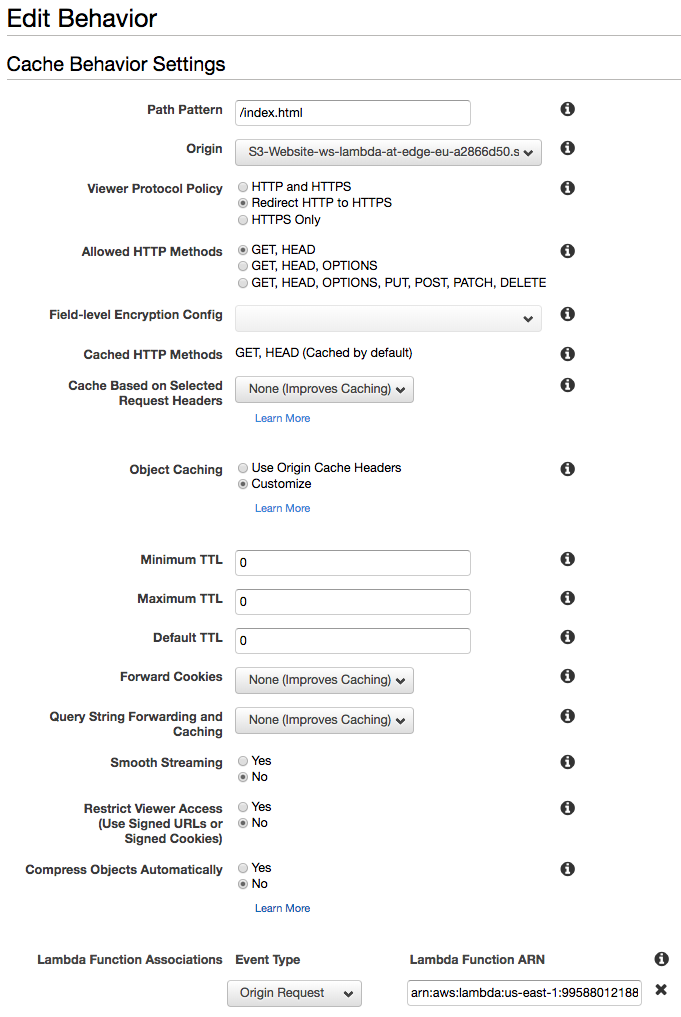 Edit Behavior
Cache Behavior Settings
Path Pattern /index.html
Origin S3-Website-ws-lambda-at-edge-eu-a2866d50.s
Viewer Protocol Policy HTTP and HTTPS
Redirect HTTP to HTTPS
HTTPS Only
Allowed HTTP Methods GET, HEAD
GET, HEAD, OPTIONS
GET, HEAD, OPTIONS, PUT, POST, PATCH, DELETE
Field-level Encryption Config
Cached HTTP Methods GET, HEAD (Cached by default)
Cache Based on Selected None (Improves Caching)
Request Headers
Learn More
Object Caching Use Origin Cache Headers
Customize
Learn More
Minimum TTL 0
Maximum TTL 0
Default TTL 0
Forward Cookies None (Improves Caching)
Query String Forwarding and None (Improves Caching)
Caching
Smooth Streaming Yes
No
Restrict Viewer Access Yes
(Use Signed URLs or No
Signed Cookies)
Compress Objects Automatically Yes
No
Learn More
Lambda Function Associations Event Type Lambda Function ARN
Origin Request arn:aws:lambda:us-east-1:99588012188